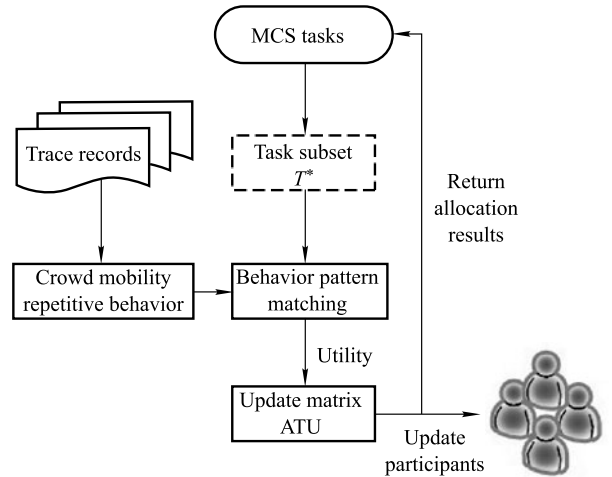 MCS tasks
Trace records
Task subset
T*
Return
allocation
results
Crowd mobility
repetitive behavior
Behavior pattern
matching
Utility
Update matrix
ATU
Update
participants